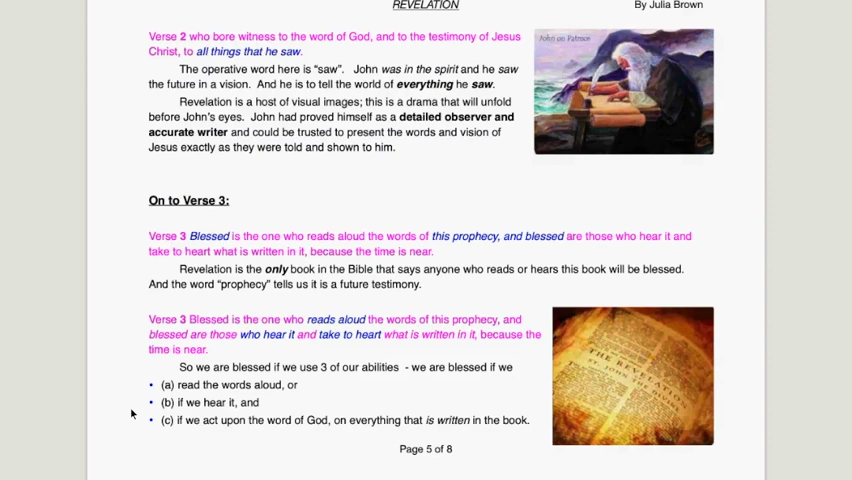 REVELATION
By Julia Brown
Verse 2 who bore witness to the word of God, and to the testimony of Jesus
Christ, to all things that he saw.
The operative word here is “saw”. John was in the spirit and he saw
the future in a vision. And he is to tell the world of everything he saw.
Revelation is a host of visual images; this is a drama that will unfold
before John's eyes. John had proved himself as a detailed observer and
accurate writer and could be trusted to present the words and vision of
Jesus exactly as they were told and shown to him.
John on Patmos
On to Verse 3:
Verse 3 Blessed is the one who reads aloud the words of this prophecy, and blessed are those who hear it and
take to heart what is written in it, because the time is near.
Revelation is the only book in the Bible that says anyone who reads or hears this book will be blessed.
And the word “prophecy” tells us it is a future testimony.
Verse 3 Blessed is the one who reads aloud the words of this prophecy, and
blessed are those who hear it and take to heart what is written in it, because the
time is near.
So we are blessed if we use 3 of our abilities - we are blessed if we
• (a) read the words aloud, or
• (b) if we hear it, and
• (c) if we act upon the word of God, on everything that is written in the book.
THE REVELATION
ST. JOHN THE DIVINE
Page 5 of 8